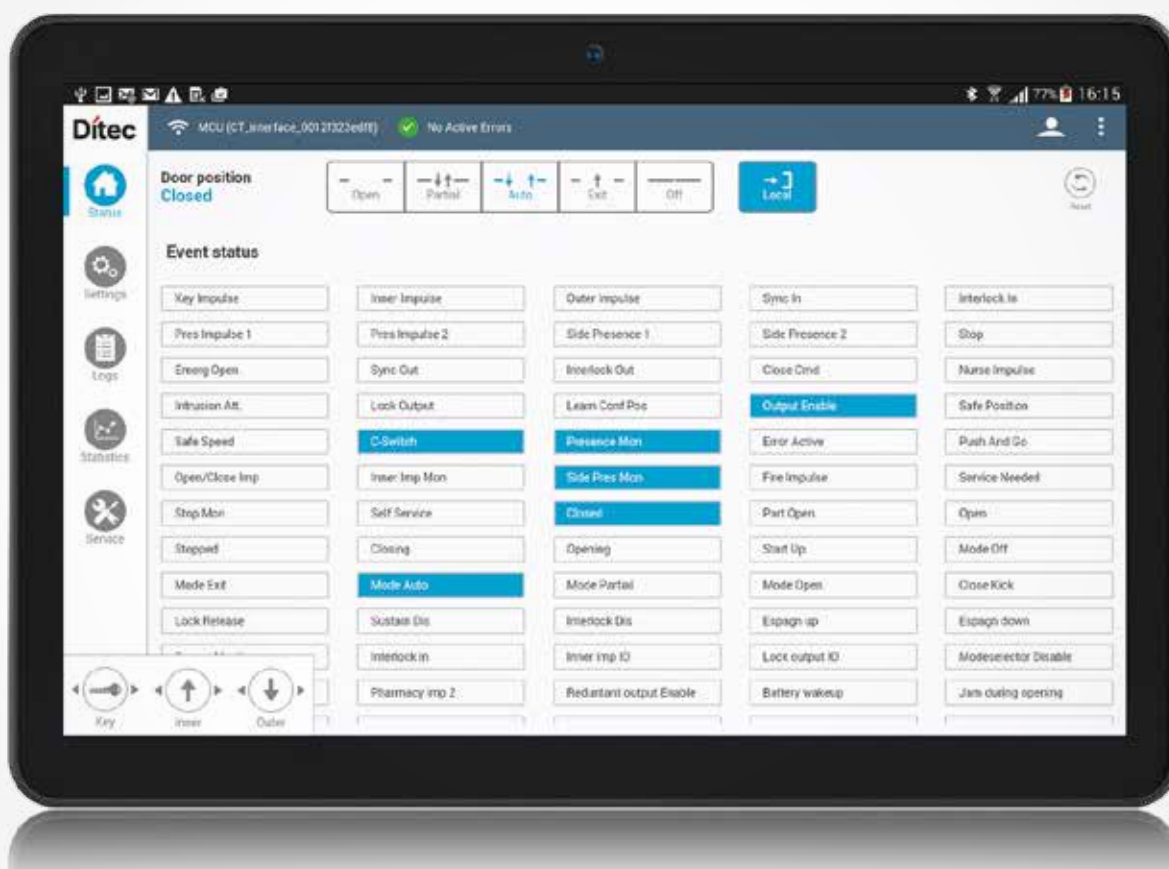 77% 16:15
Ditec MCU (CT_interface_0012f323edf8) No Active Errors
Door position
Closed
Open Partial Auto Exit Off Local Reset
Status
Event status
Settings
Key Impulse Inner Impulse Outer Impulse Sync In Interlock In
Pres Impulse 1 Pres Impulse 2 Side Presence 1 Side Presence 2 Stop
Logs
Emerg Open Sync Out Interlock Out Close Cmd Nurse Impulse
Intrusion Att. Lock Output Learn Conf Pos Output Enable Safe Position
Statistics
Safe Speed C-Switch Presence Mon Error Active Push And Go
Open/Close Imp Inner Imp Mon Side Pres Mon Fire Impulse Service Needed
Stop Mon Self Service Closed Part Open Open
Service
Stopped Closing Opening Start Up Mode Off
Mode Exit Mode Auto Mode Partail Mode Open Close Kick
Lock Release Sustain Dis Interlock Dis Espagn up Espagn down
Interlock in Inner imp IO Lock output IO Modeselector Disable
Pharmacy imp 2 Redantant output Enable Battery wakeup Jam during opening
Key Inner Outer